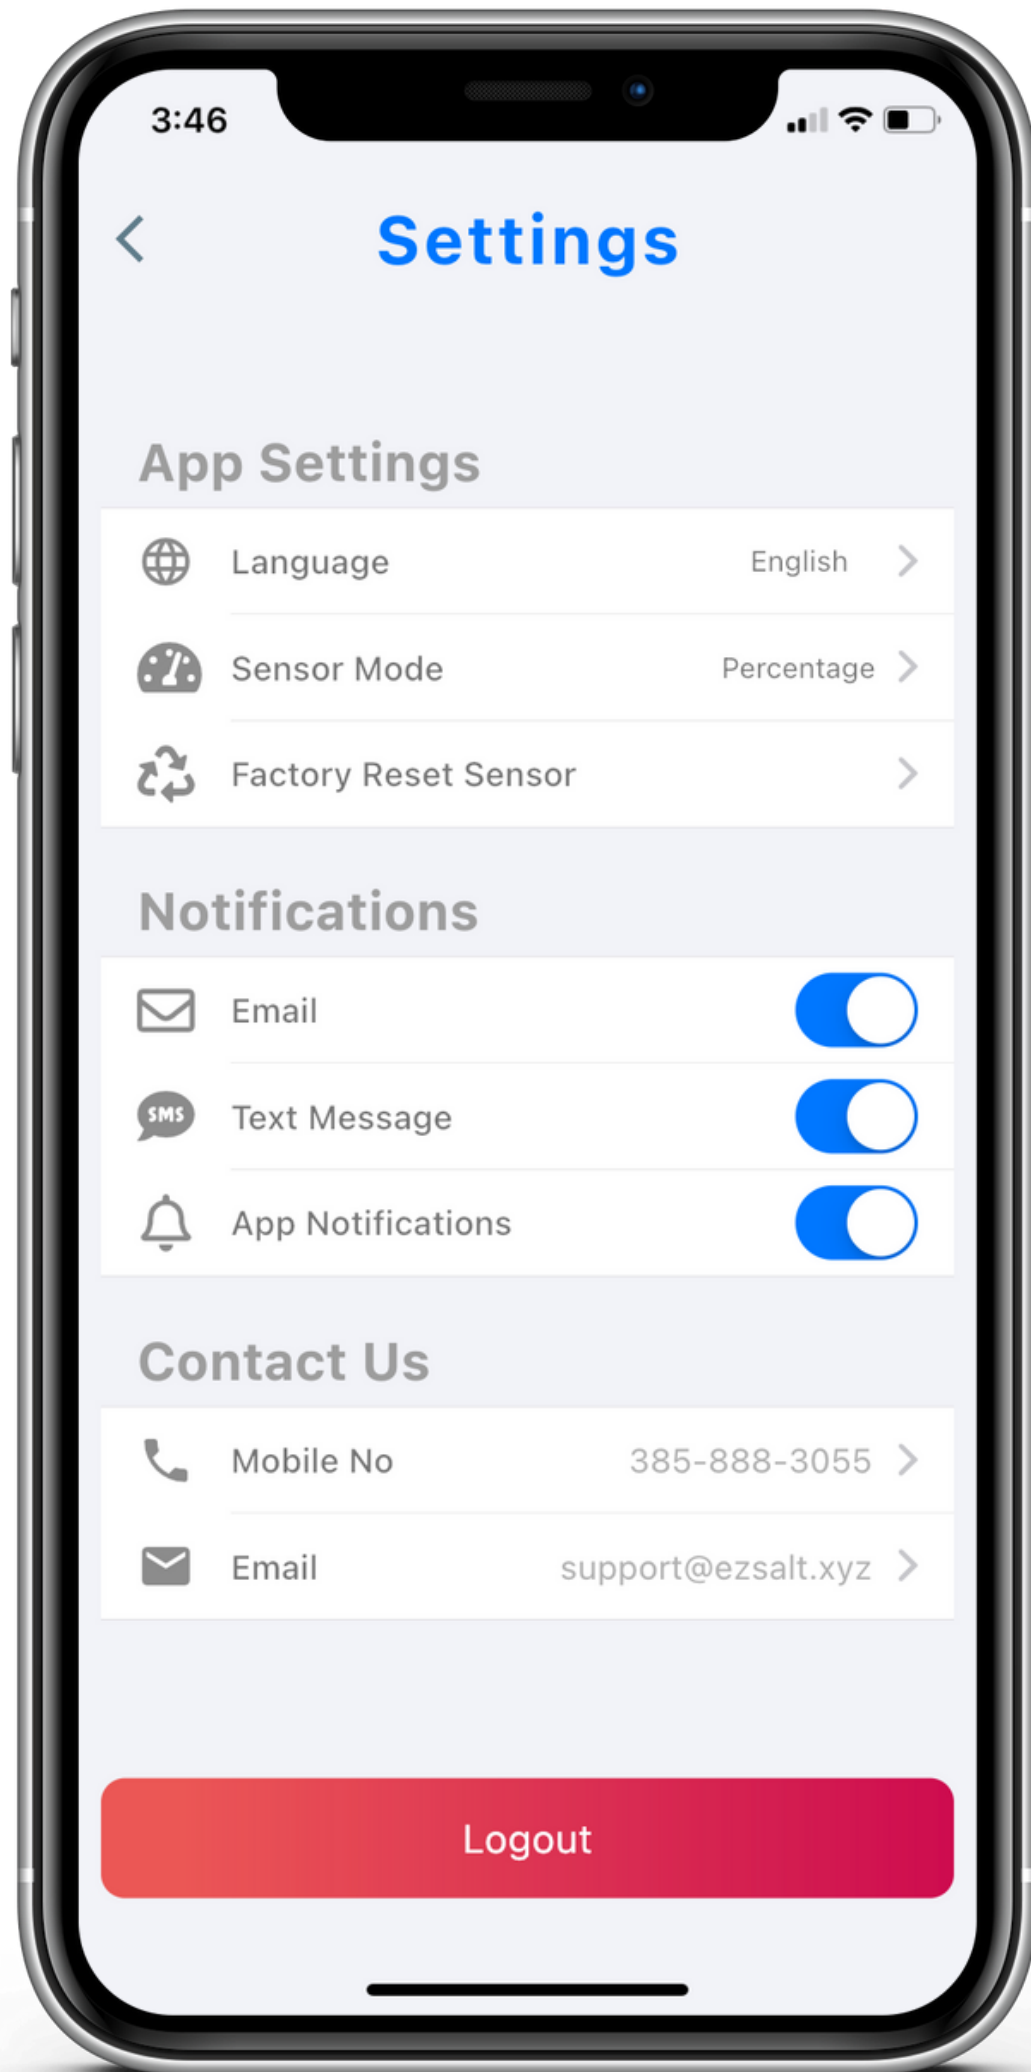 3:46
Settings
App Settings
Language English
Sensor Mode Percentage
Factory Reset Sensor
Notifications
Email
SMS Text Message
App Notifications
Contact Us
Mobile No 385-888-3055
Email support@ezsalt.xyz
Logout